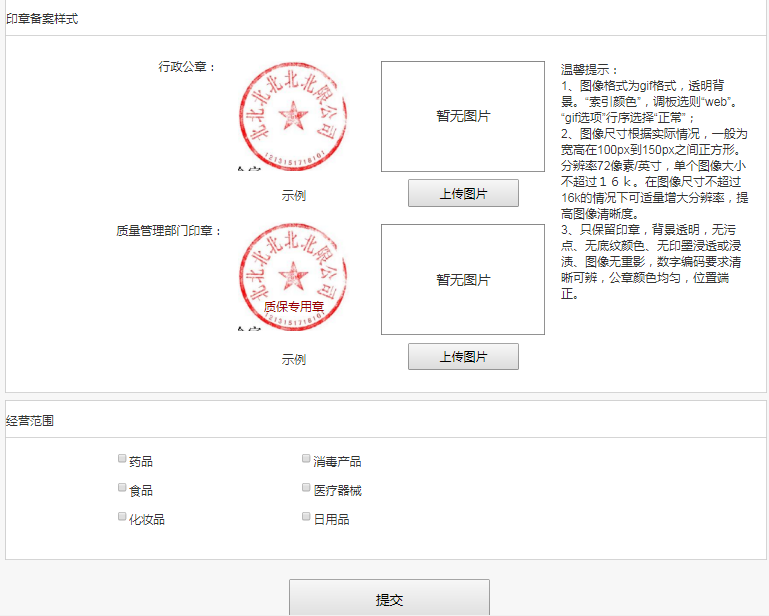 印章备案样式
行政公章：
北北北北北北限公司
1213151718101
示例
暂无图片
上传图片
温馨提示：
1、图像格式为gif格式，透明背
景。“索引颜色”，调板选则“web”。
“gif选项”行序选择“正常”；
2、图像尺寸根据实际情况，一般为
宽高在100px到150px之间正方形。
分辨率72像素/英寸，单个图像大小
不超过１６ｋ。在图像尺寸不超过
16k的情况下可适量增大分辨率，提
高图像清晰度。
3、只保留印章，背景透明，无污
点、无底纹颜色、无印墨浸透或浸
渍、图像无重影，数字编码要求清
晰可辨，公章颜色均匀，位置端
正。
质量管理部门印章：
北北北北北北限公司
质保专用章
示例
暂无图片
上传图片
经营范围
药品
消毒产品
食品
医疗器械
化妆品
日用品
提交